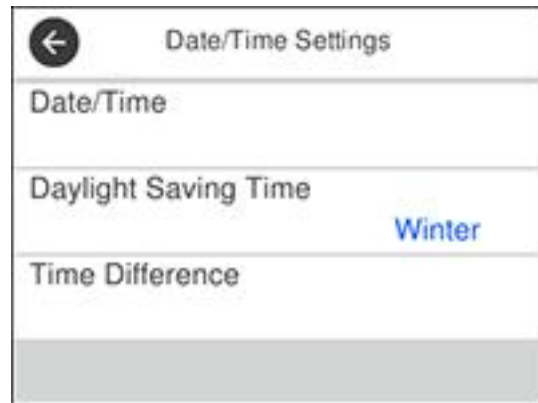 Date/Time Settings
Date/Time
Daylight Saving Time
Winter
Time Difference